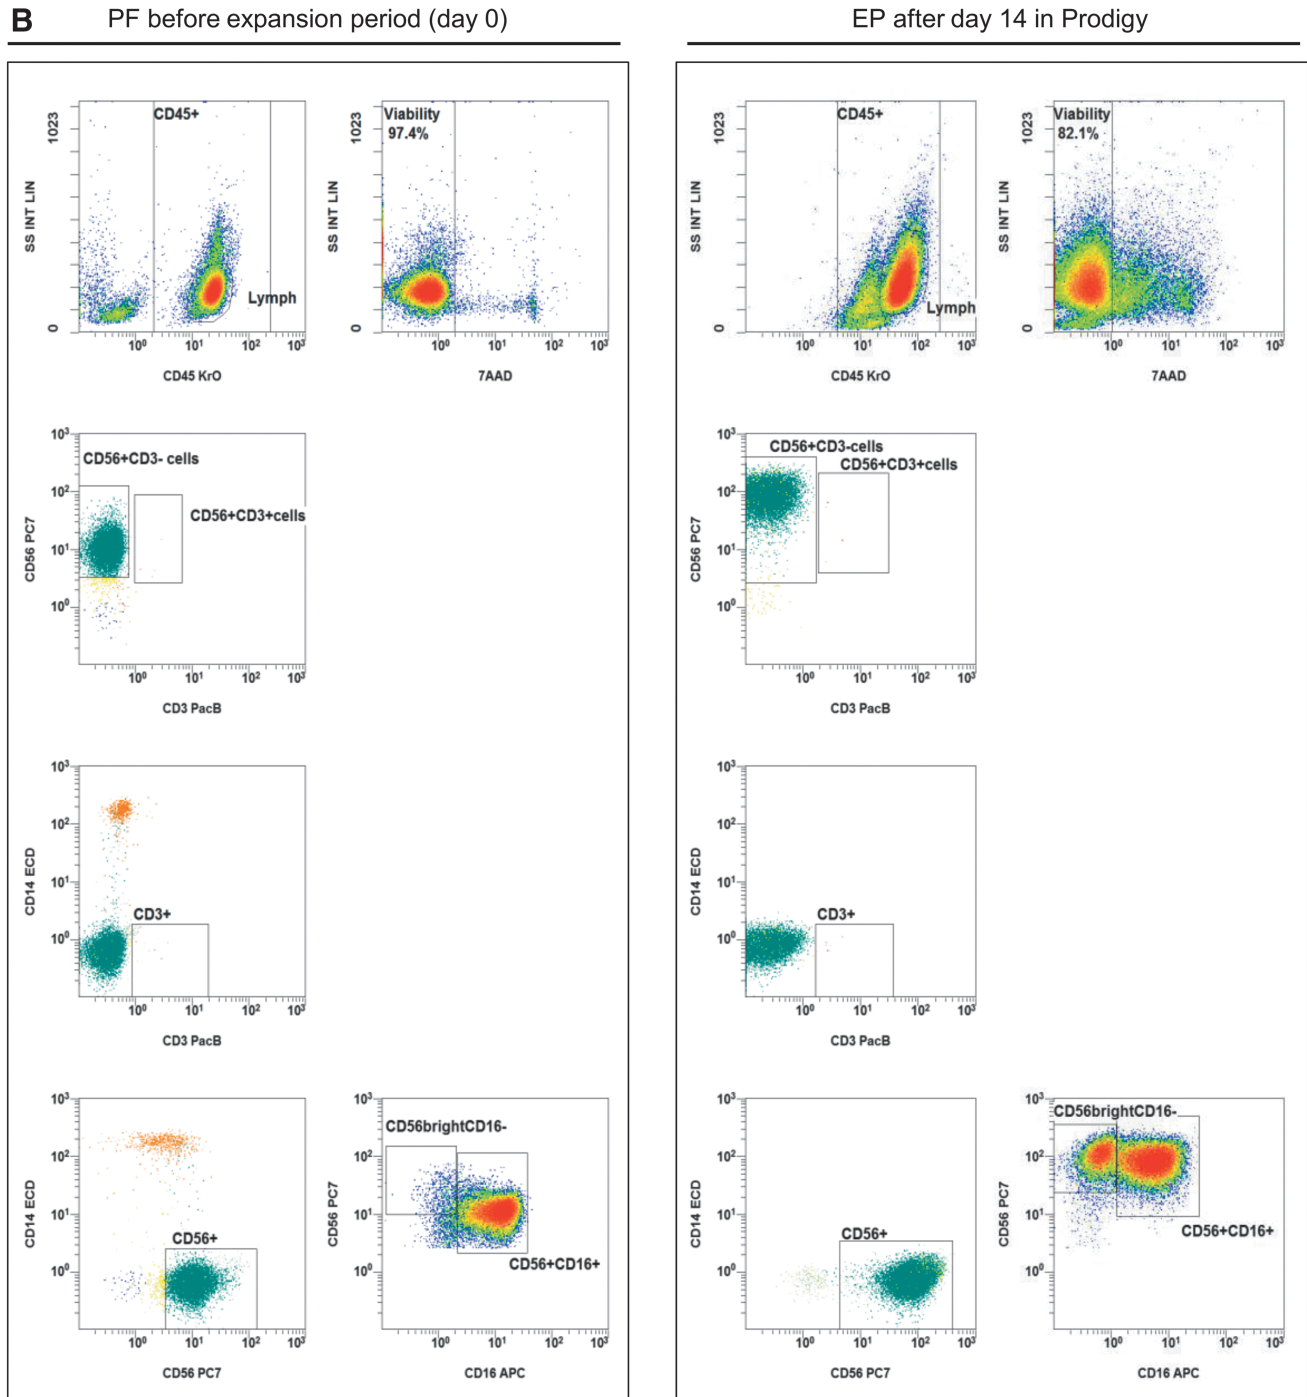 B
PF before expansion period (day 0)
EP after day 14 in Prodigy
CD45+
Lymph
SS INT LIN
1023
0
10⁰ 10¹ 10² 10³
CD45 KrO
Viability
97.4%
SS INT LIN
1023
0
10⁰ 10¹ 10² 10³
7AAD
CD45+
Lymph
SS INT LIN
1023
0
10⁰ 10¹ 10² 10³
CD45 KrO
Viability
82.1%
SS INT LIN
1023
0
10⁰ 10¹ 10² 10³
7AAD
CD56+CD3- cells
CD56+CD3+cells
CD56 PC7
10³
10²
10¹
10⁰
10⁰ 10¹ 10² 10³
CD3 PacB
CD56+CD3-cells
CD56+CD3+cells
CD56 PC7
10³
10²
10¹
10⁰
10⁰ 10¹ 10² 10³
CD3 PacB
CD3+
CD14 ECD
10³
10²
10¹
10⁰
10⁰ 10¹ 10² 10³
CD3 PacB
CD3+
CD14 ECD
10³
10²
10¹
10⁰
10⁰ 10¹ 10² 10³
CD3 PacB
CD56+
CD14 ECD
10³
10²
10¹
10⁰
10⁰ 10¹ 10² 10³
CD56 PC7
CD56brightCD16-
CD56+CD16+
CD56 PC7
10³
10²
10¹
10⁰
10⁰ 10¹ 10² 10³
CD16 APC
CD56+
CD14 ECD
10³
10²
10¹
10⁰
10⁰ 10¹ 10² 10³
CD56 PC7
CD56brightCD16-
CD56+CD16+
CD56 PC7
10³
10²
10¹
10⁰
10⁰ 10¹ 10² 10³
CD16 APC